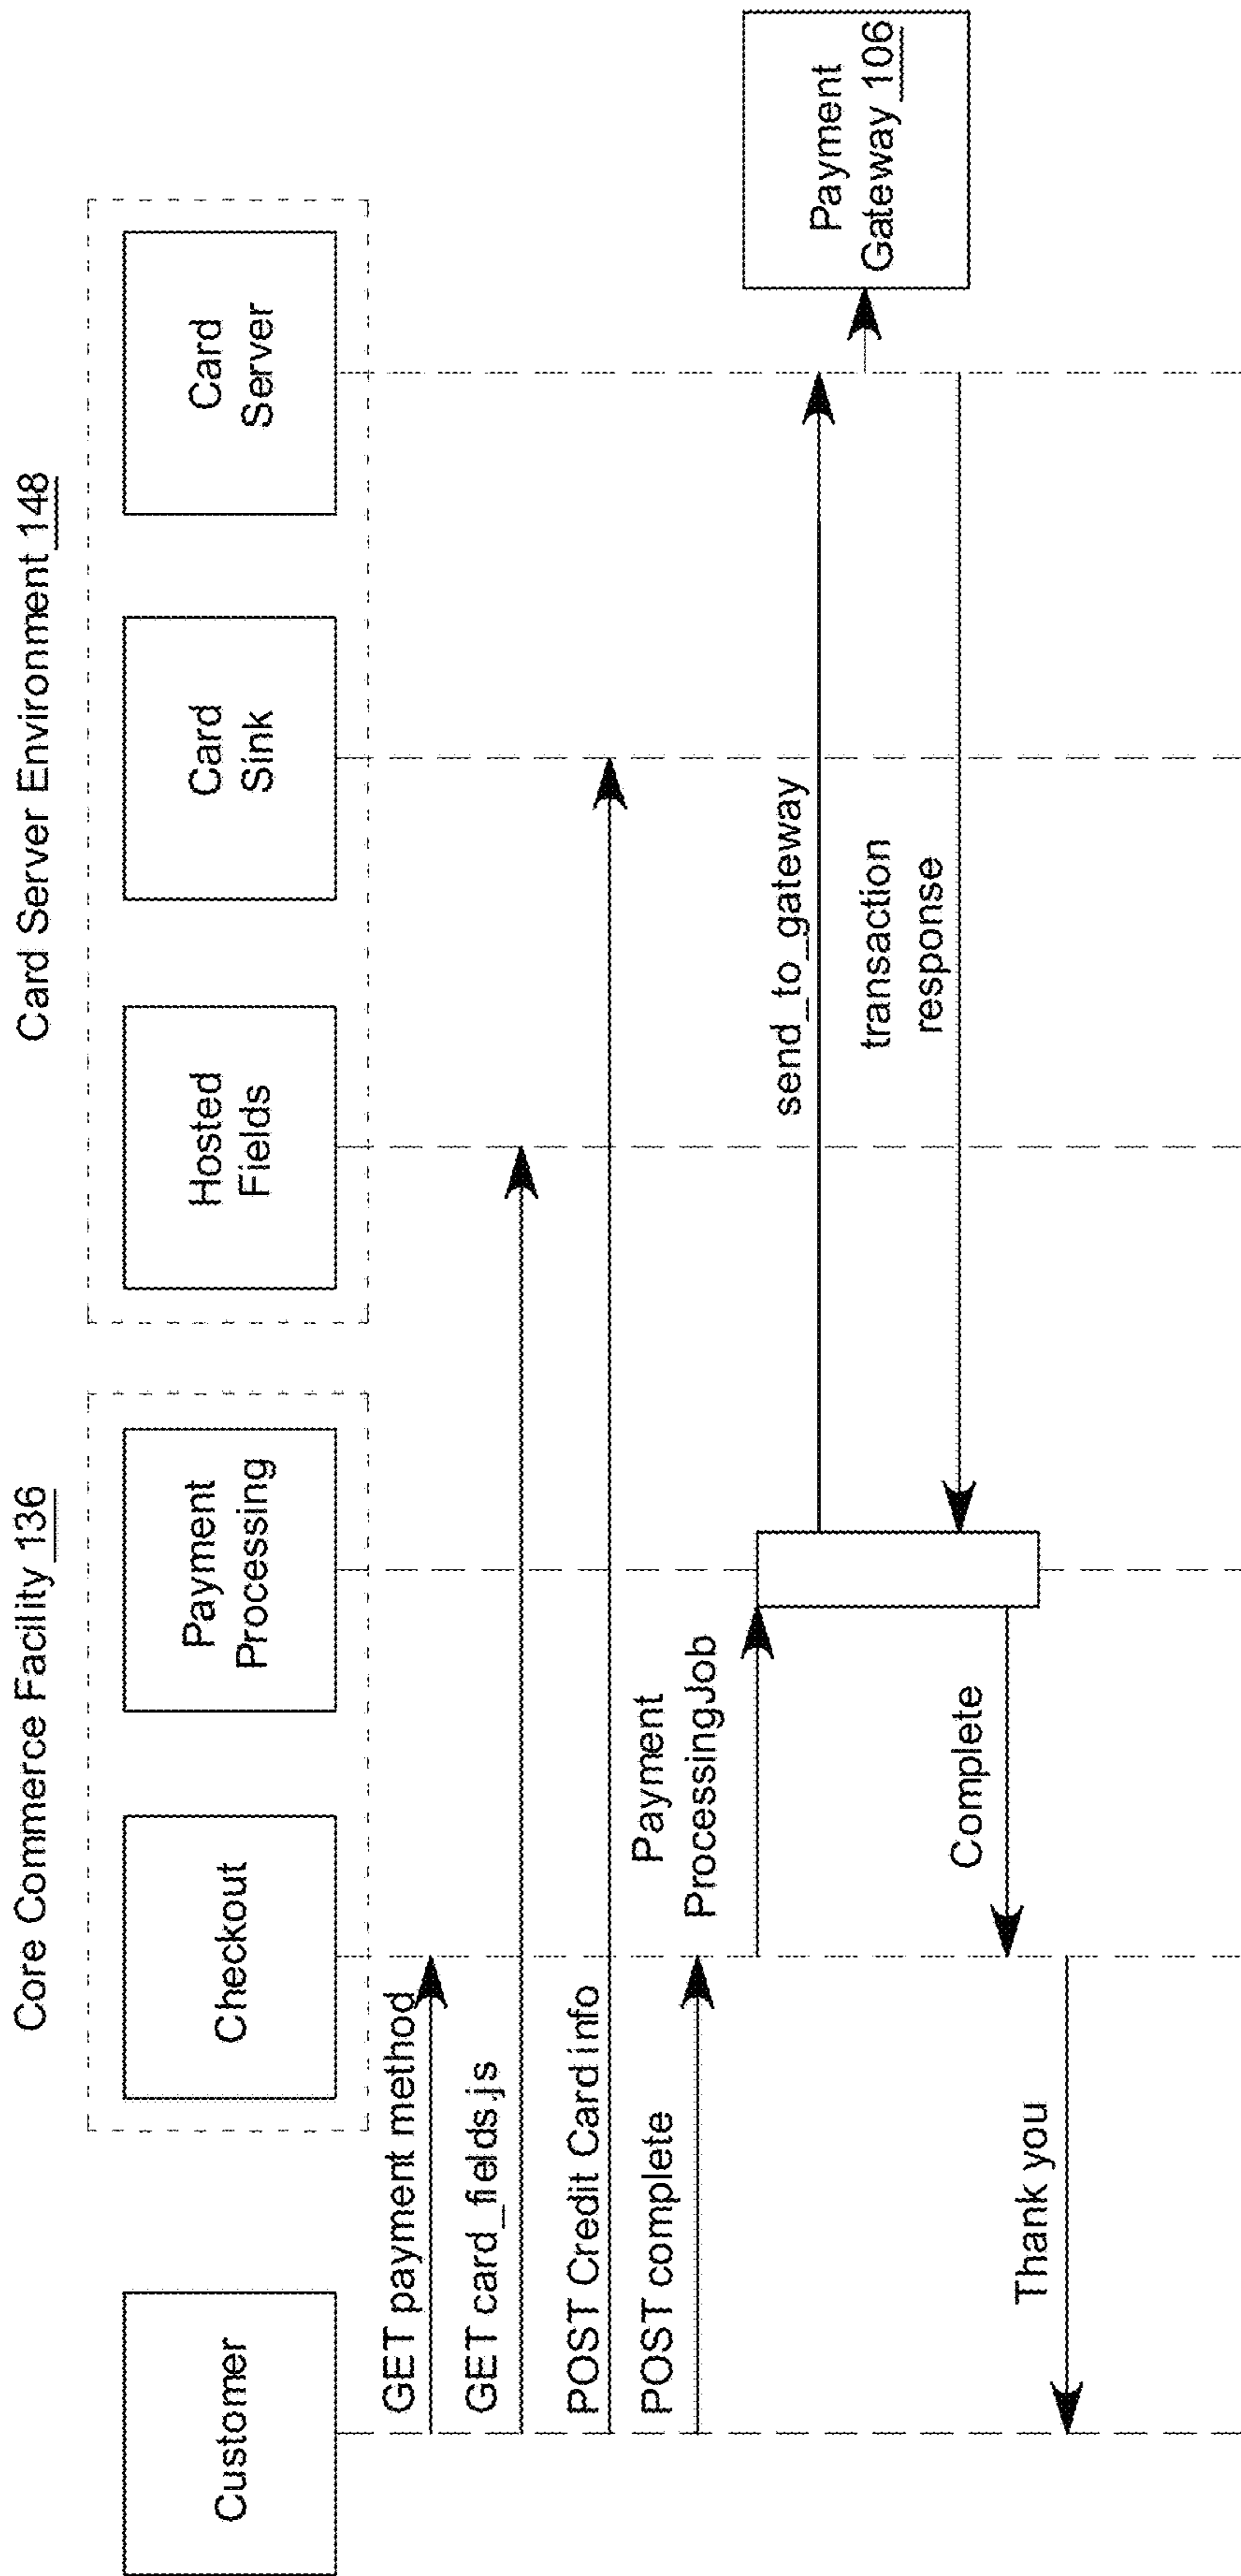 Core Commerce Facility 136
Card Server Environment 148
Customer
Checkout
Payment
Processing
Hosted
Fields
Card
Sink
Card
Server
GET payment method
GET card_fields.js
POST Credit Card info
POST complete
Payment
ProcessingJob
send_to_gateway
Payment
Gateway 106
transaction
response
Complete
Thank you